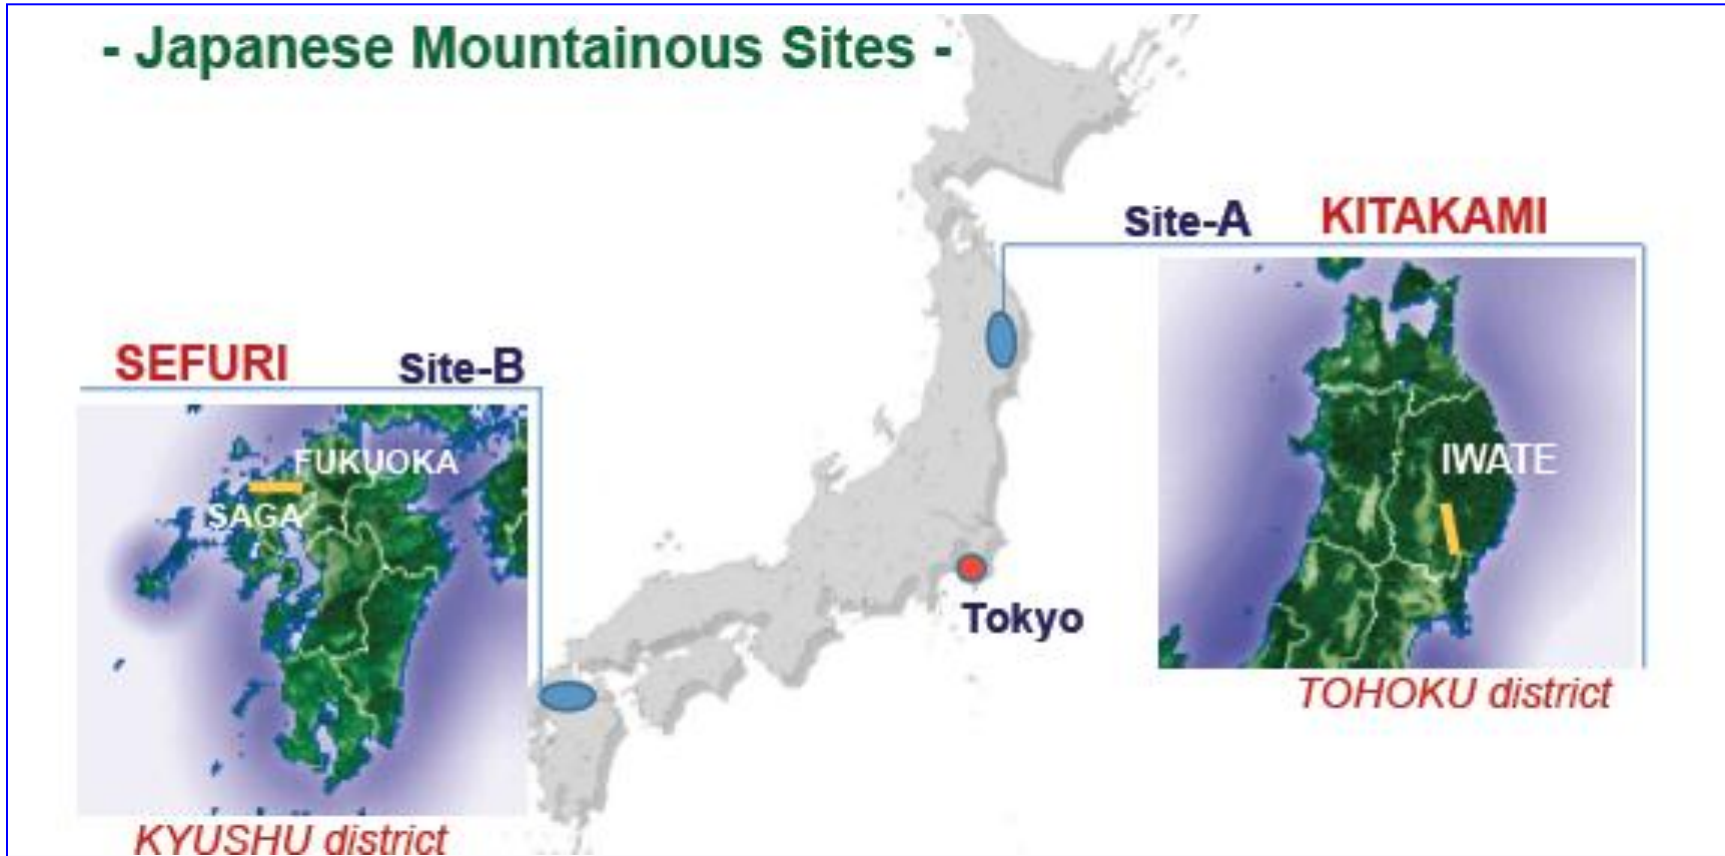 - Japanese Mountainous Sites -
Site-A KITAKAMI
SEFURI Site-B
IWATE
FUKUOKA
SAGA
Tokyo
TOHOKU district
KYUSHU district